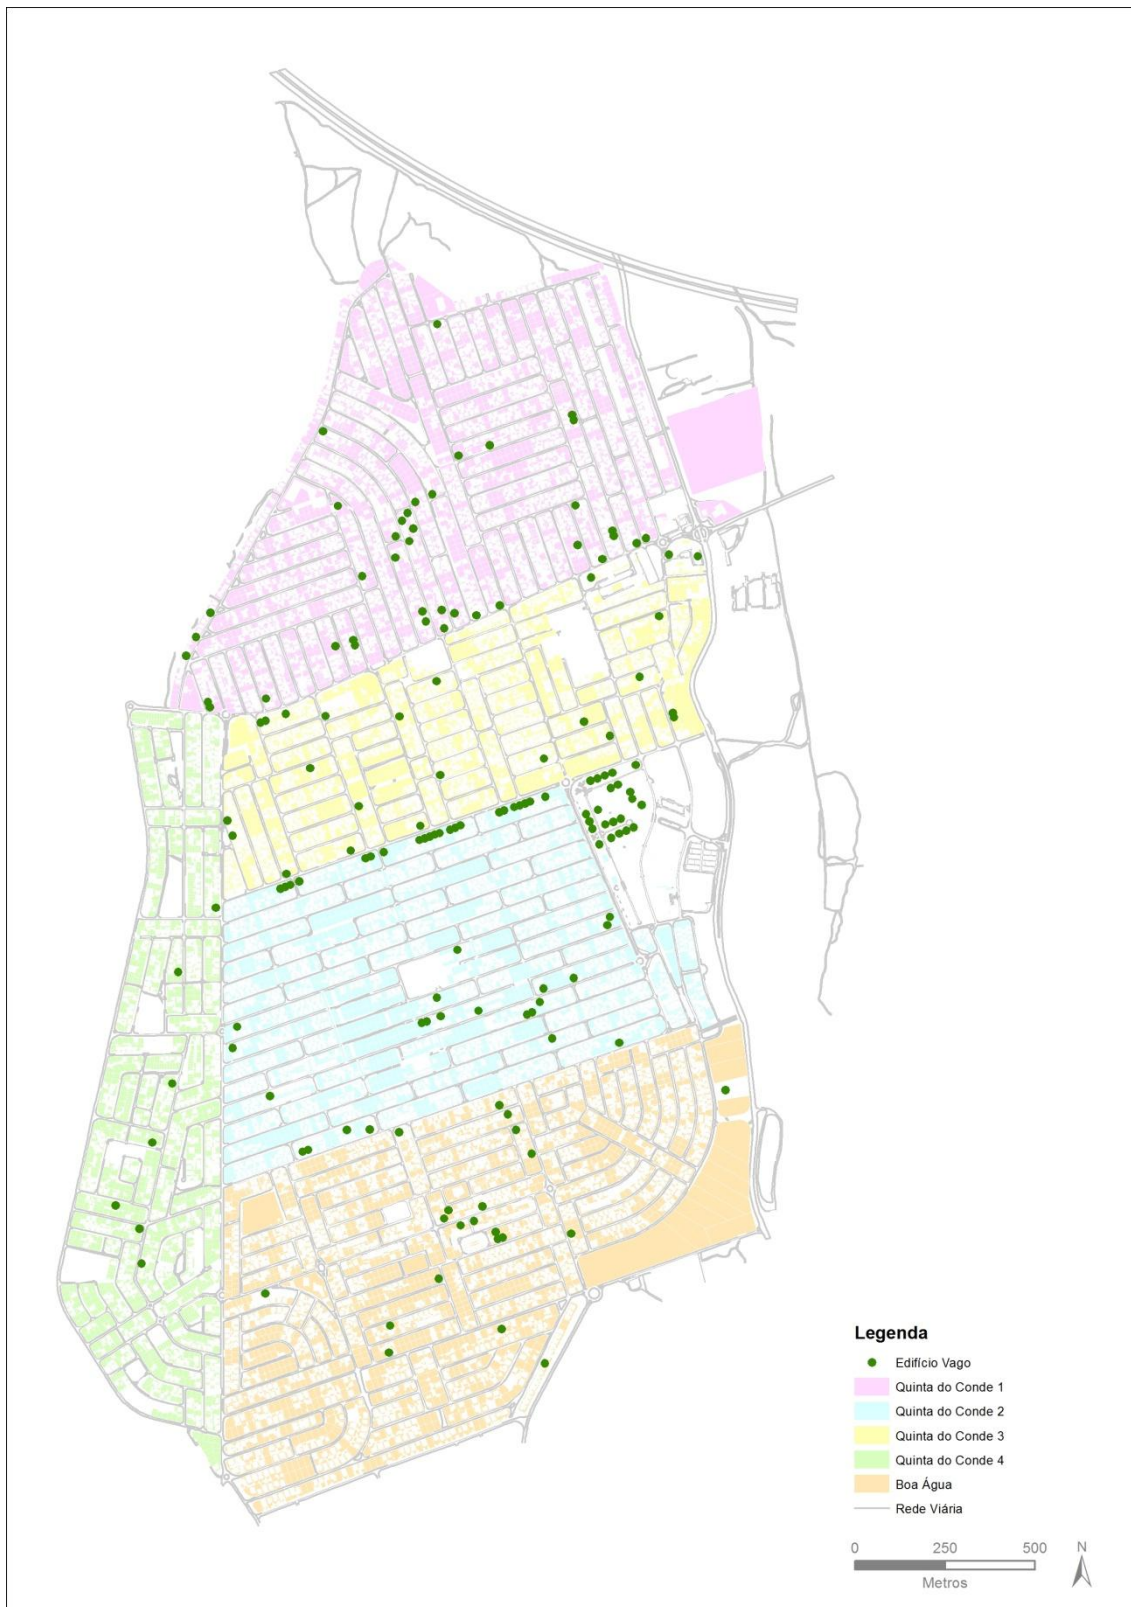 Legenda
Edifício Vago
Quinta do Conde 1
Quinta do Conde 2
Quinta do Conde 3
Quinta do Conde 4
Boa Água
Rede Viária
0 250 500
Metros
N